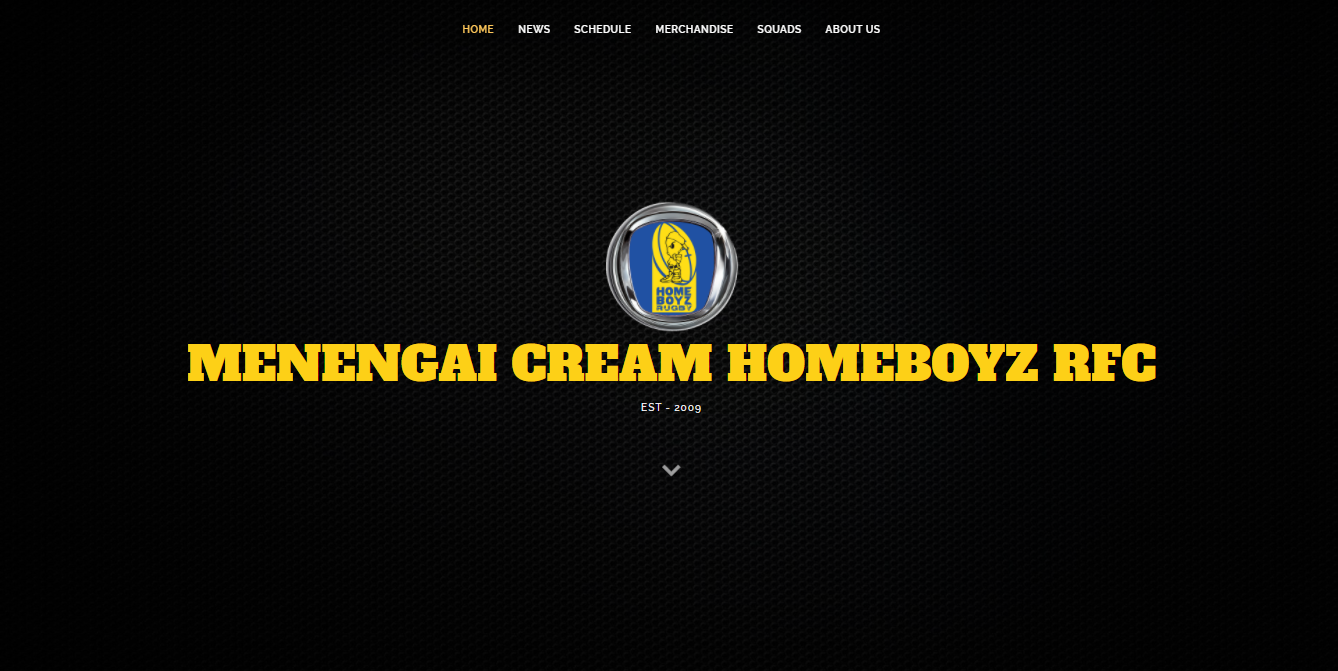 HOME NEWS SCHEDULE MERCHANDISE SQUADS ABOUT US
HOME
BOYZ
RUGBY
MENENGAI CREAM HOMEBOYZ RFC
EST - 2009